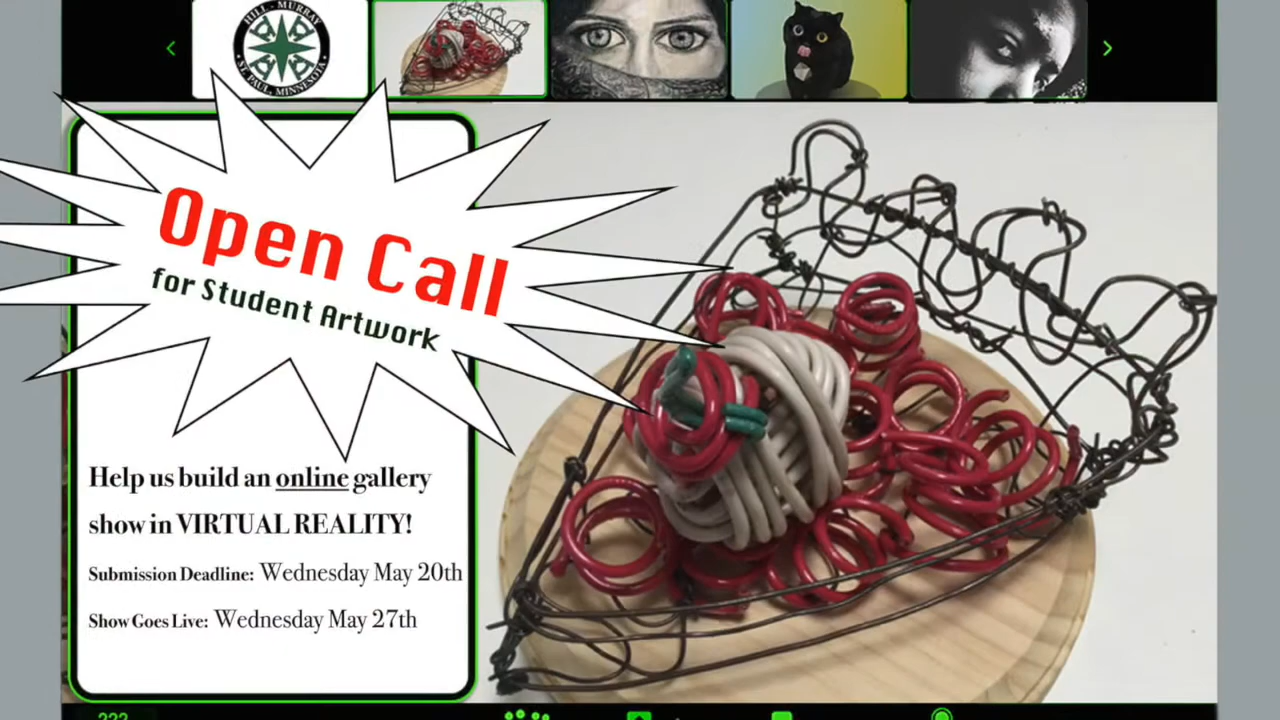 HILL - MURRAY
ST. PAUL, MINNESOTA
Open Call
for Student Artwork
Help us build an online gallery
show in VIRTUAL REALITY!
Submission Deadline: Wednesday May 20th
Show Goes Live: Wednesday May 27th